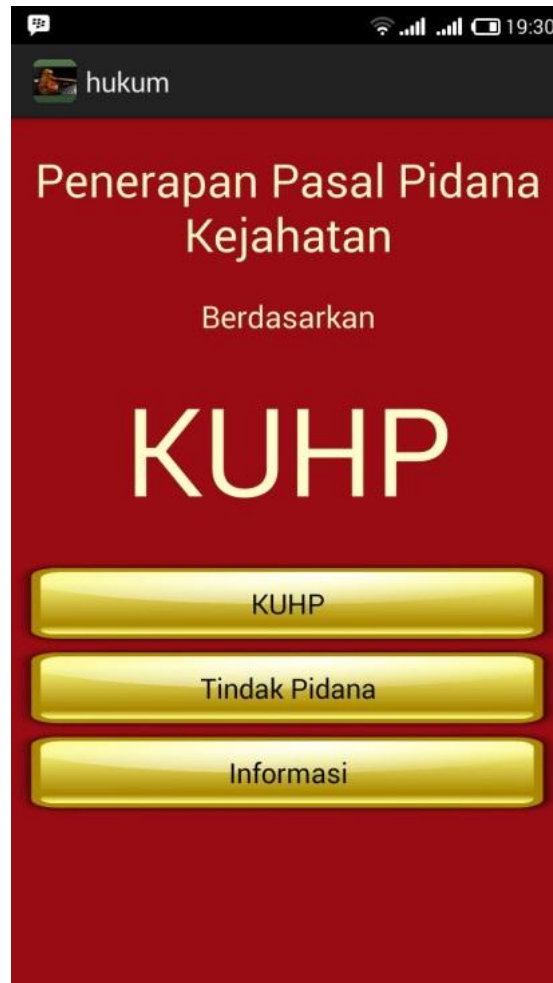 19:30
hukum
Penerapan Pasal Pidana
Kejahatan
Berdasarkan
KUHP
KUHP
Tindak Pidana
Informasi